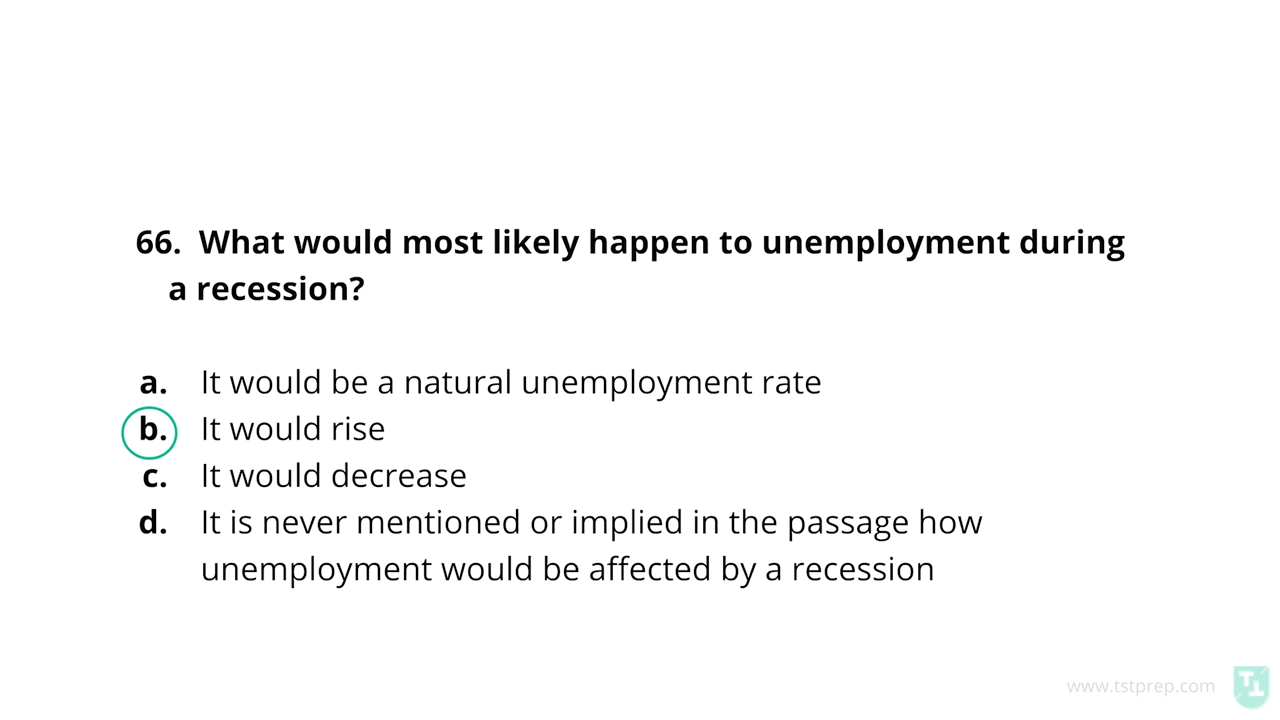 66. What would most likely happen to unemployment during
a recession?
a. It would be a natural unemployment rate
b. It would rise
c. It would decrease
d. It is never mentioned or implied in the passage how
unemployment would be affected by a recession
www.tstprep.com